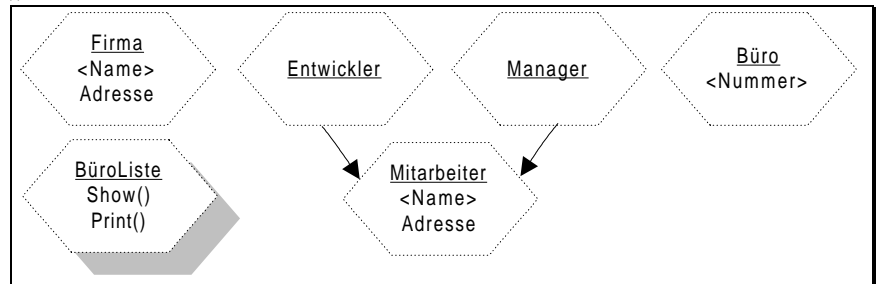 Firma
<Name>
Adresse
Entwickler
Manager
Büro
<Nummer>
BüroListe
Show()
Print()
Mitarbeiter
<Name>
Adresse